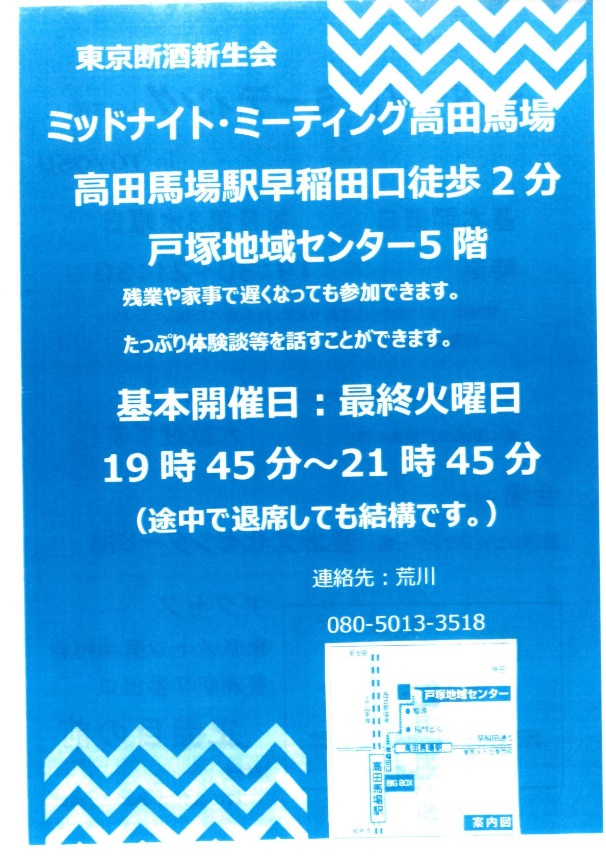 東京断酒新生会
ミッドナイト・ミーティング高田馬場
高田馬場駅早稲田口徒歩2分
戸塚地域センター5階
残業や家事で遅くなっても参加できます。
たっぷり体験談等を話すことができます。
基本開催日：最終火曜日
19時45分～21時45分
（途中で退席しても結構です。）
連絡先：荒川
080-5013-3518
戸塚地域センター
高田馬場駅
高田馬場駅
BIG BOX
案内図